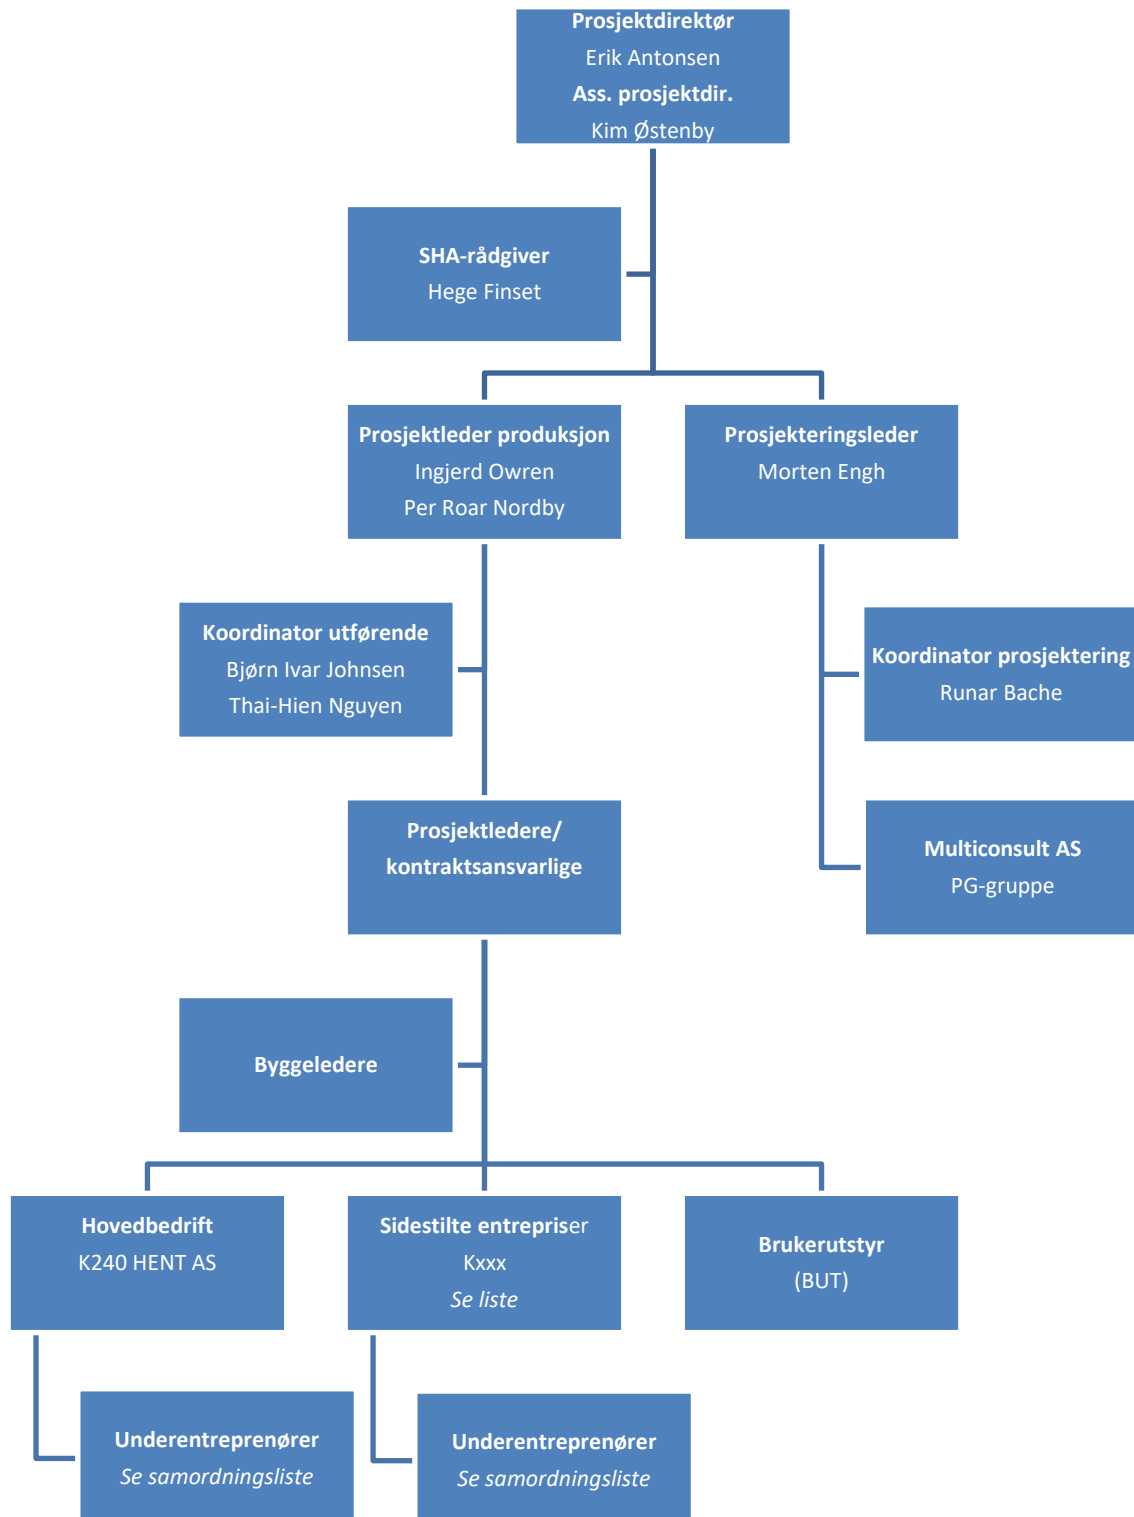 Prosjektdirektør
Erik Antonsen
Ass. prosjektdir.
Kim Østenby
SHA-rådgiver
Hege Finset
Prosjektleder produksjon
Ingjerd Owren
Per Roar Nordby
Prosjekteringsleder
Morten Engh
Koordinator utførende
Bjørn Ivar Johnsen
Thai-Hien Nguyen
Koordinator prosjektering
Runar Bache
Prosjektledere/
kontraktsansvarlige
Multiconsult AS
PG-gruppe
Byggeledere
Hovedbedrift
K240 HENT AS
Sidestilte entrepriser
Kxxx
Se liste
Brukerutstyr
(BUT)
Underentreprenører
Se samordningsliste
Underentreprenører
Se samordningsliste